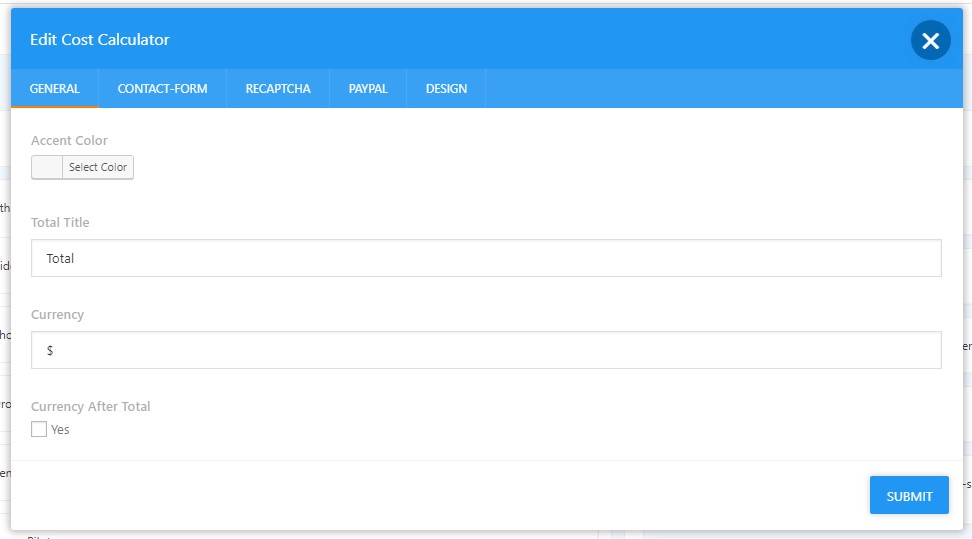 Edit Cost Calculator
GENERAL CONTACT-FORM RECAPTCHA PAYPAL DESIGN
Accent Color
Select Color
Total Title
Total
Currency
$
Currency After Total
Yes
SUBMIT